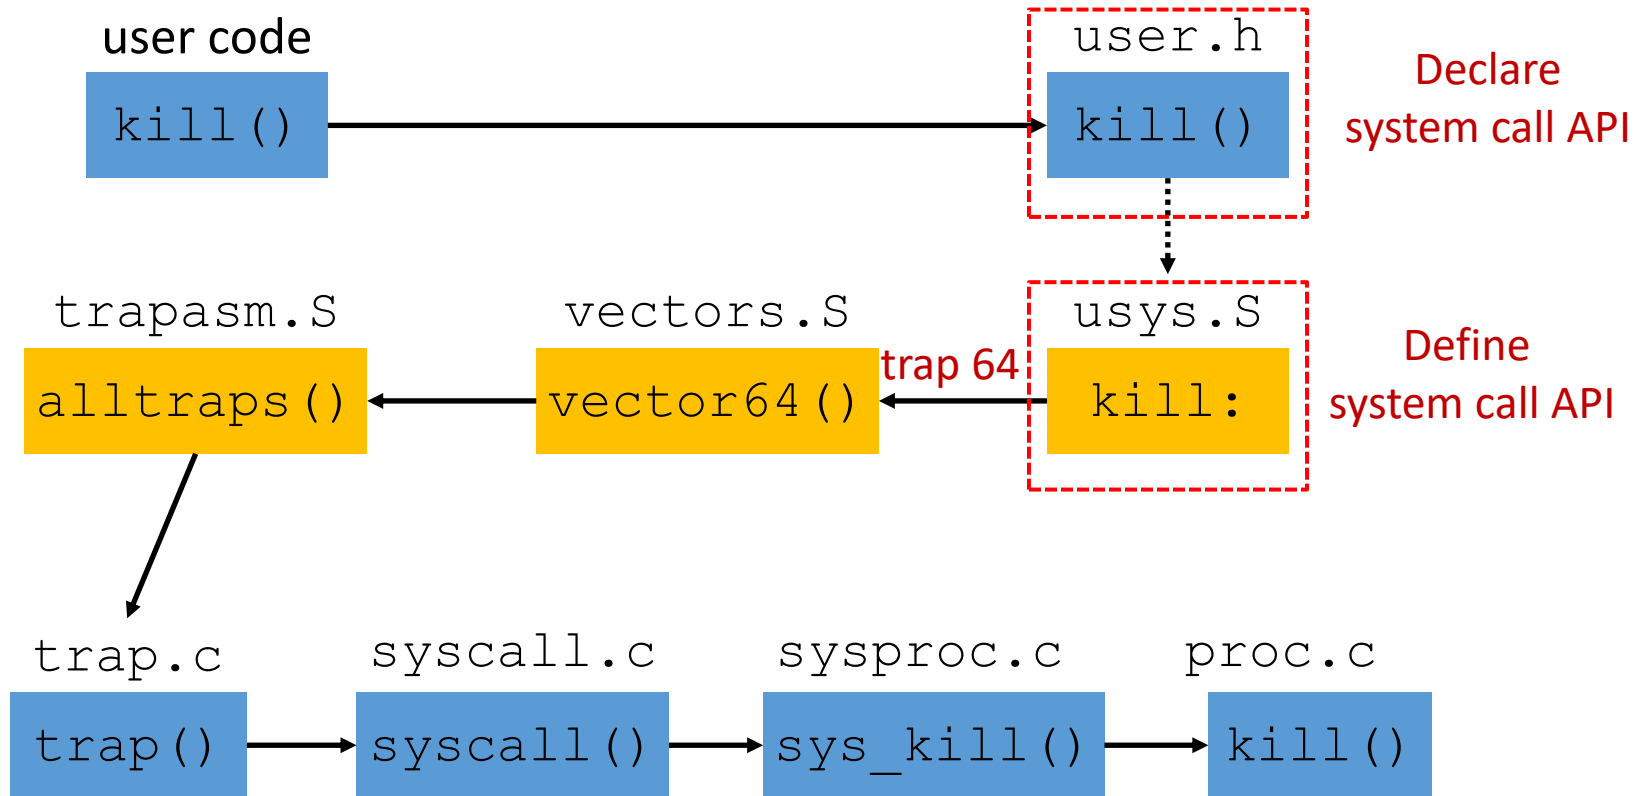 user code
kill()
user.h
kill()
Declare
system call API
trapasm.S
alltraps()
vectors.S
vector64()
trap 64
usys.S
kill:
Define
system call API
trap.c
trap()
syscall.c
syscall()
sysproc.c
sys_kill()
proc.c
kill()